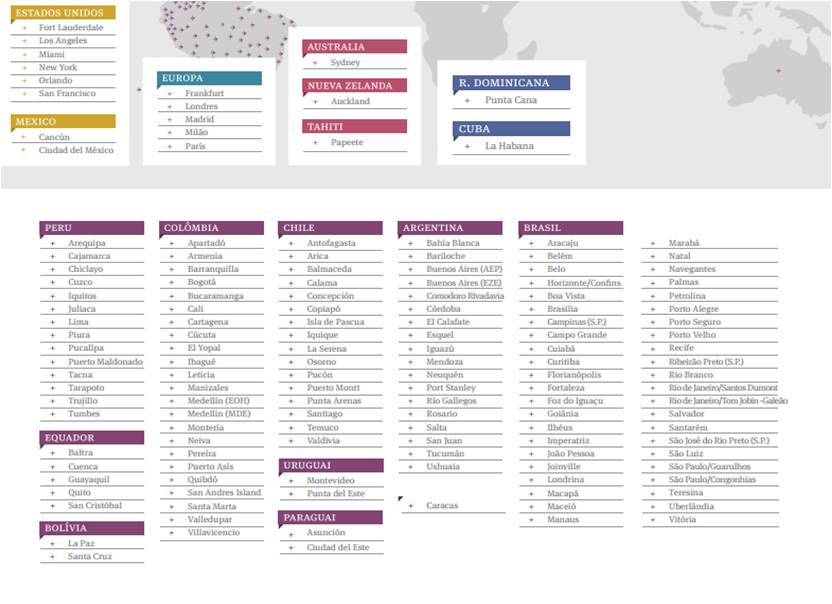 ESTADOS UNIDOS
Fort Lauderdale
Los Angeles
Miami
New York
Orlando
San Francisco
MEXICO
Cancún
Ciudad del México
EUROPA
Frankfurt
Londres
Madrid
Milão
Paris
AUSTRALIA
Sydney
NUEVA ZELANDA
Auckland
TAHITI
Papeete
R. DOMINICANA
Punta Cana
CUBA
La Habana
PERU
Arequipa
Cajamarca
Chiclayo
Cuzco
Iquitos
Juliaca
Lima
Piura
Pucallpa
Puerto Maldonado
Tacna
Tarapoto
Trujillo
Tumbes
EQUADOR
Baltra
Cuenca
Guayaquil
Quito
San Cristóbal
BOLÍVIA
La Paz
Santa Cruz
COLÔMBIA
Apartadó
Armenia
Barranquilla
Bogotá
Bucaramanga
Cali
Cartagena
Cúcuta
El Yopal
Ibagué
Leticia
Manizales
Medellín (EOH)
Medellín (MDE)
Montería
Neiva
Pereira
Puerto Asís
Quibdó
San Andres Island
Santa Marta
Valledupar
Villavicencio
CHILE
Antofagasta
Arica
Balmaceda
Calama
Concepción
Copiapó
Isla de Pascua
Iquique
La Serena
Osorno
Pucón
Puerto Montt
Punta Arenas
Santiago
Temuco
Valdivia
URUGUAI
Montevideo
Punta del Este
PARAGUAI
Asunción
Ciudad del Este
ARGENTINA
Bahía Blanca
Bariloche
Buenos Aires (AEP)
Buenos Aires (EZE)
Comodoro Rivadavia
Córdoba
El Calafate
Esquel
Iguazú
Mendoza
Neuquén
Port Stanley
Río Gallegos
Rosario
Salta
San Juan
Tucumán
Ushuaia
Caracas
BRASIL
Aracaju
Belém
Belo
Horizonte/Confins
Boa Vista
Brasília
Campinas (S.P.)
Campo Grande
Cuiabá
Curitiba
Florianópolis
Fortaleza
Foz do Iguaçu
Goiânia
Ilhéus
Imperatriz
João Pessoa
Joinville
Londrina
Macapá
Maceió
Manaus
Marabá
Natal
Navegantes
Palmas
Petrolina
Porto Alegre
Porto Seguro
Porto Velho
Recife
Ribeirão Preto (S.P.)
Rio Branco
Rio de Janeiro/Santos Dumont
Rio de Janeiro/Tom Jobin -Galeão
Salvador
Santarém
São José do Rio Preto (S.P.)
São Luiz
São Paulo/Guarulhos
São Paulo/Congonhias
Teresina
Uberlândia
Vitória